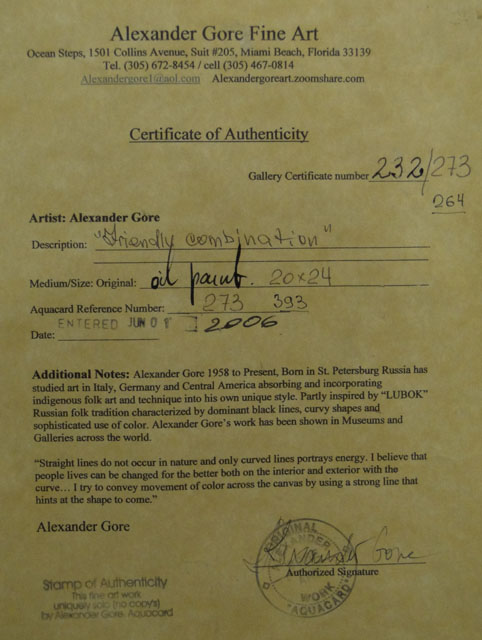 Alexander Gore Fine Art
Ocean Steps, 1501 Collins Avenue, Suit #205, Miami Beach, Florida 33139
Tel. (305) 672-8454 / cell (305) 467-0814
Alexandergore1@aol.com Alexandergoreart.zoomshare.com
Certificate of Authenticity
Gallery Certificate number 232/273
264
Artist: Alexander Gore
Description: "Friendly combination"
Medium/Size: Original: oil paint. 20x24
Aquacard Reference Number: 273 393
Date: ENTERED JUN 01 2006
Additional Notes: Alexander Gore 1958 to Present, Born in St. Petersburg Russia has
studied art in Italy, Germany and Central America absorbing and incorporating
indigenous folk art and technique into his own unique style. Partly inspired by "LUBOK"
Russian folk tradition characterized by dominant black lines, curvy shapes and
sophisticated use of color. Alexander Gore's work has been shown in Museums and
Galleries across the world.
"Straight lines do not occur in nature and only curved lines portrays energy. I believe that
people lives can be changed for the better both on the interior and exterior with the
curve… I try to convey movement of color across the canvas by using a strong line that
hints at the shape to come."
Alexander Gore
Gore
Authorized Signature
ORIGINAL
ALEXANDER
WORK
AQUACARD
Stamp of Authenticity
This fine art work
uniquely solo (no copy's)
by Alexander Gore, Aquacard